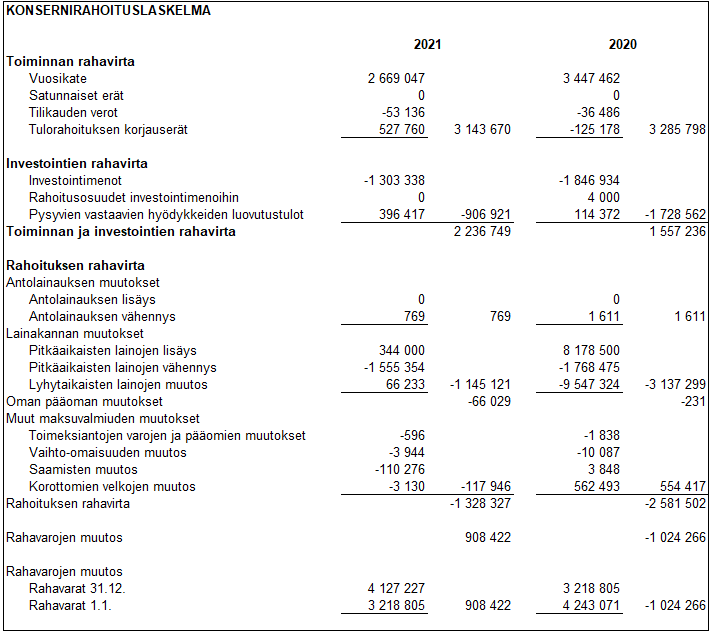 KONSERNIRAHOITUSLASKELMA
2021 2020
Toiminnan rahavirta
Vuosikate 2 669 047 3 447 462
Satunnaiset erät 0 0
Tilikauden verot -53 136 -36 486
Tulorahoituksen korjauserät 527 760 3 143 670 -125 178 3 285 798
Investointien rahavirta
Investointimenot -1 303 338 -1 846 934
Rahoitusosuudet investointimenoihin 0 4 000
Pysyvien vastaavien hyödykkeiden luovutustulot 396 417 -906 921 114 372 -1 728 562
Toiminnan ja investointien rahavirta 2 236 749 1 557 236
Rahoituksen rahavirta
Antolainauksen muutokset
Antolainauksen lisäys 0 0
Antolainauksen vähennys 769 769 1 611 1 611
Lainakannan muutokset
Pitkäaikaisten lainojen lisäys 344 000 8 178 500
Pitkäaikaisten lainojen vähennys -1 555 354 -1 768 475
Lyhytaikaisten lainojen muutos 66 233 -1 145 121 -9 547 324 -3 137 299
Oman pääoman muutokset -66 029 -231
Muut maksuvalmiuden muutokset
Toimeksiantojen varojen ja pääomien muutokset -596 -1 838
Vaihto-omaisuuden muutos -3 944 -10 087
Saamisten muutos -110 276 3 848
Korottomien velkojen muutos -3 130 -117 946 562 493 554 417
Rahoituksen rahavirta -1 328 327 -2 581 502
Rahavarojen muutos 908 422 -1 024 266
Rahavarojen muutos
Rahavarat 31.12. 4 127 227 3 218 805
Rahavarat 1.1. 3 218 805 908 422 4 243 071 -1 024 266